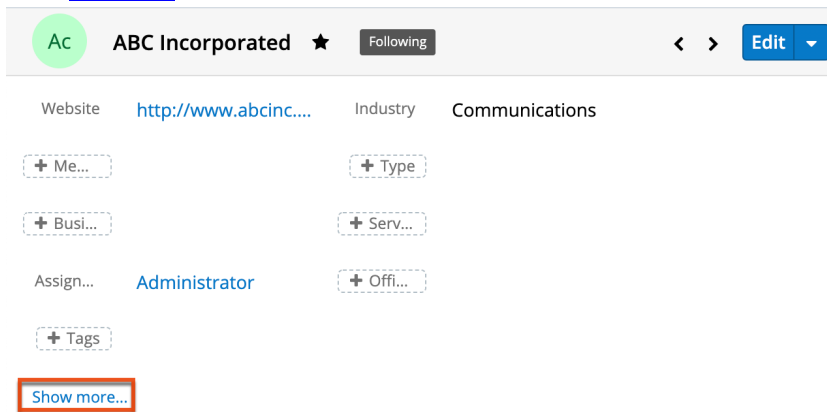 Ac ABC Incorporated ★ Following < > Edit
Website http://www.abcinc.... Industry Communications
+ Me... + Type
+ Busi... + Serv...
Assign... Administrator + Offi...
+ Tags
Show more...